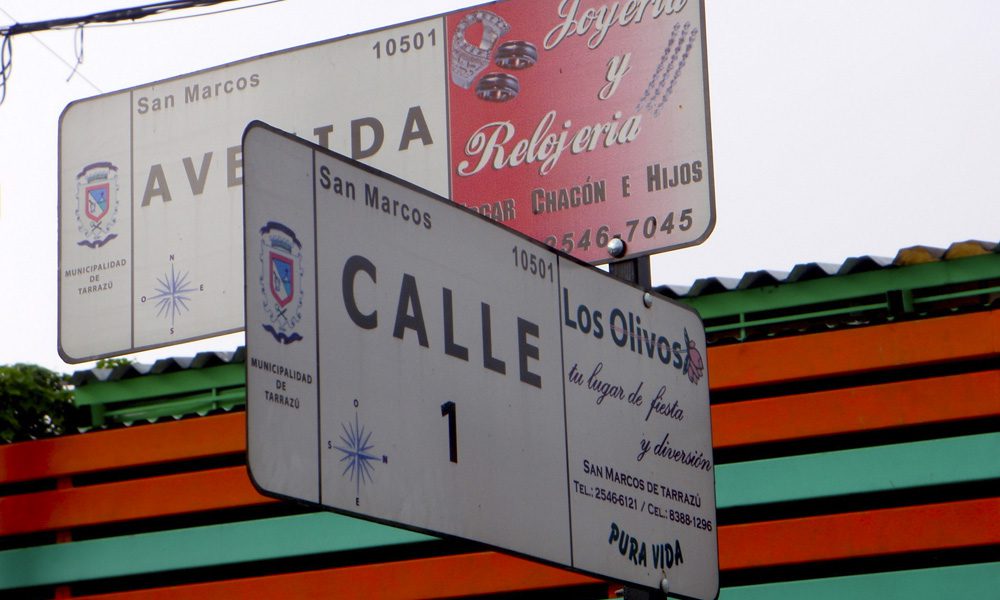 San Marcos
10501
AVENIDA
MUNICIPALIDAD
DE
TARRAZÚ
N
O E
S
Joyería
y
Relojeria
CHACÓN E HIJOS
2546-7045
San Marcos
10501
CALLE
1
MUNICIPALIDAD
DE
TARRAZÚ
O
S N
E
Los Olivos
tu lugar de fiesta
y diversión
SAN MARCOS DE TARRAZÚ
TEL.: 2546-6121 / CEL.: 8388-1296
PURA VIDA